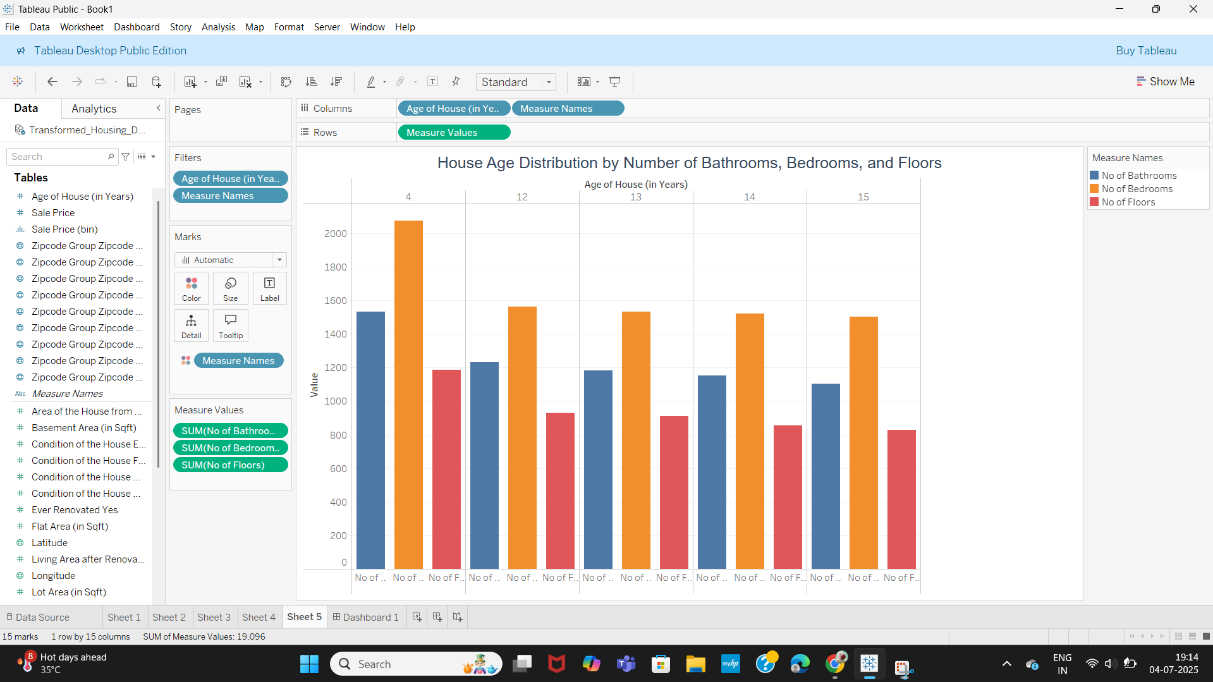 Tableau Public - Book1
File Data Worksheet Dashboard Story Analysis Map Format Server Window Help
Tableau Desktop Public Edition
Buy Tableau
Standard
Show Me
Data
Analytics
Transformed_Housing_D...
Search
Tables
Age of House (in Years)
Sale Price
Sale Price (bin)
Zipcode Group Zipcode ...
Zipcode Group Zipcode ...
Zipcode Group Zipcode ...
Zipcode Group Zipcode ...
Zipcode Group Zipcode ...
Zipcode Group Zipcode ...
Zipcode Group Zipcode ...
Zipcode Group Zipcode ...
Zipcode Group Zipcode ...
Abc Measure Names
Area of the House from ...
Basement Area (in Sqft)
Condition of the House E...
Condition of the House F...
Condition of the House ...
Condition of the House ...
Ever Renovated Yes
Flat Area (in Sqft)
Latitude
Living Area after Renova...
Longitude
Lot Area (in Sqft)
Pages
Filters
Age of House (in Yea..
Measure Names
Marks
Automatic
Color
Size
Label
Detail
Tooltip
Measure Names
Measure Values
SUM(No of Bathroo..
SUM(No of Bedroom..
SUM(No of Floors)
Columns
Age of House (in Ye..
Measure Names
Rows
Measure Values
House Age Distribution by Number of Bathrooms, Bedrooms, and Floors
Age of House (in Years)
4 12 13 14 15
Value
2000
1800
1600
1400
1200
1000
800
600
400
200
0
No of .. No of .. No of F.. No of .. No of .. No of F.. No of .. No of .. No of F.. No of .. No of .. No of F.. No of .. No of .. No of F..
Measure Names
No of Bathrooms
No of Bedrooms
No of Floors
Data Source Sheet 1 Sheet 2 Sheet 3 Sheet 4 Sheet 5 Dashboard 1
15 marks 1 row by 15 columns SUM of Measure Values: 19,096
8
Hot days ahead
35°C
Search
ENG
IN
19:14
04-07-2025